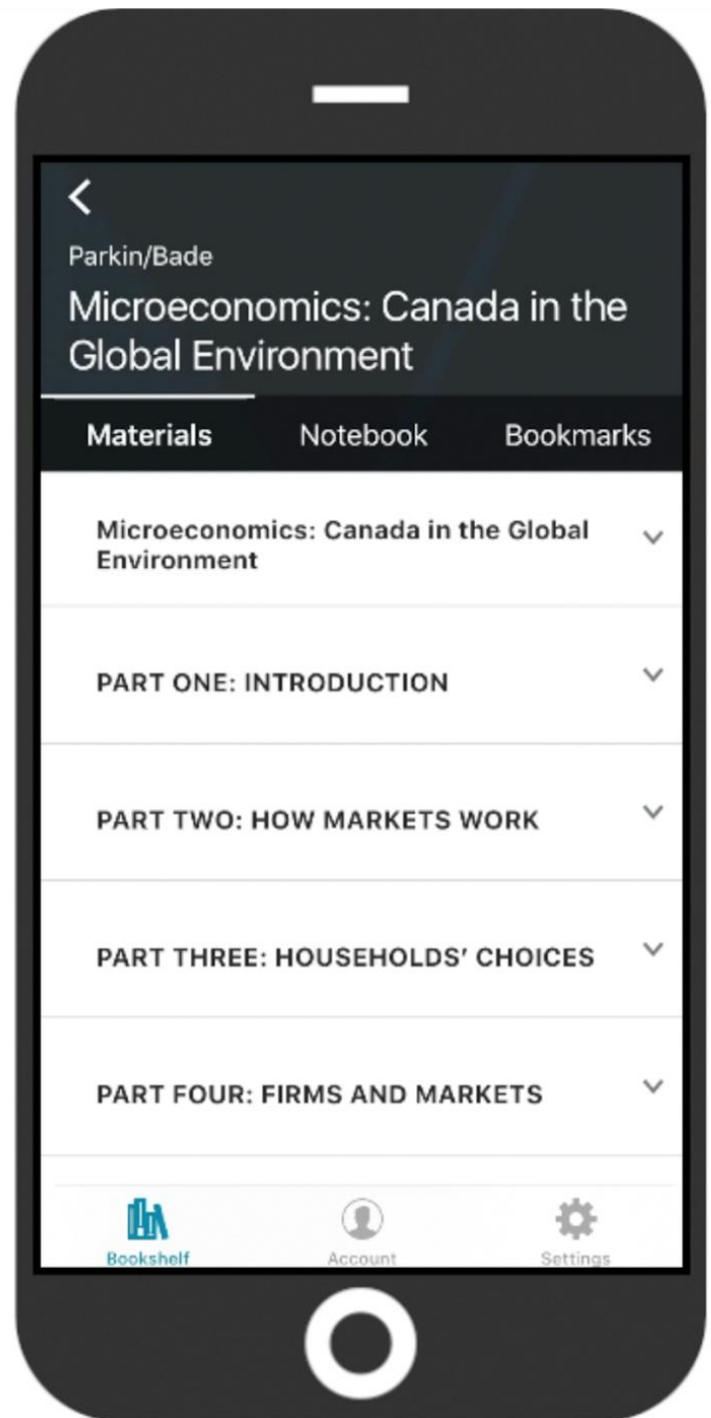 Parkin/Bade
Microeconomics: Canada in the
Global Environment
Materials Notebook Bookmarks
Microeconomics: Canada in the Global
Environment
PART ONE: INTRODUCTION
PART TWO: HOW MARKETS WORK
PART THREE: HOUSEHOLDS' CHOICES
PART FOUR: FIRMS AND MARKETS
Bookshelf Account Settings